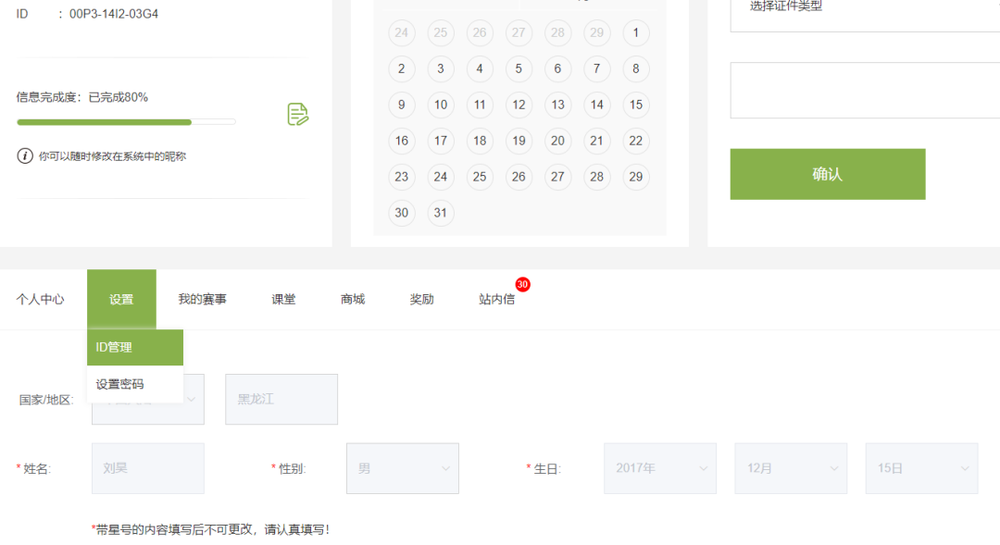 ID : 00P3-14I2-03G4
信息完成度：已完成80%
你可以随时修改在系统中的昵称
24 25 26 27 28 29 1
2 3 4 5 6 7 8
9 10 11 12 13 14 15
16 17 18 19 20 21 22
23 24 25 26 27 28 29
30 31
选择证件类型
确认
个人中心 设置 我的赛事 课堂 商城 奖励 站内信 30
ID管理
设置密码
国家/地区: 黑龙江
*姓名: 刘昊 *性别: 男 *生日: 2017年 12月 15日
*带星号的内容填写后不可更改，请认真填写！